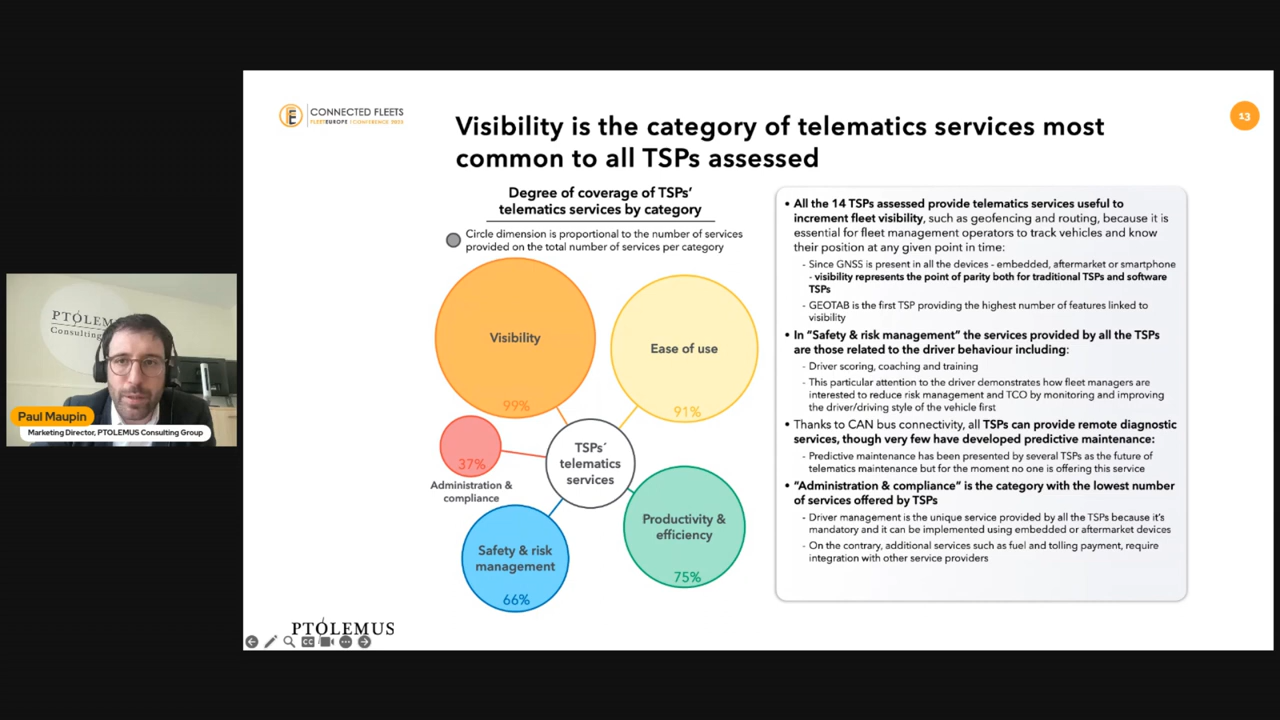 CONNECTED FLEETS
FLEETEUROPE
Visibility is the category of telematics services most
common to all TSPs assessed
13
Degree of coverage of TSPs’
telematics services by category
Circle dimension is proportional to the number of services
provided on the total number of services per category
Visibility
99%
Ease of use
91%
37%
Administration &
compliance
TSPs´
telematics
services
Safety & risk
management
66%
Productivity &
efficiency
75%
• All the 14 TSPs assessed provide telematics services useful to
increment fleet visibility, such as geofencing and routing, because it is
essential for fleet management operators to track vehicles and know
their position at any given point in time:
- Since GNSS is present in all the devices - embedded, aftermarket or smartphone
- visibility represents the point of parity both for traditional TSPs and software
TSPs
- GEOTAB is the first TSP providing the highest number of features linked to
visibility
• In “Safety & risk management” the services provided by all the TSPs
are those related to the driver behaviour including:
- Driver scoring, coaching and training
- This particular attention to the driver demonstrates how fleet managers are
interested to reduce risk management and TCO by monitoring and improving
the driver/driving style of the vehicle first
• Thanks to CAN bus connectivity, all TSPs can provide remote diagnostic
services, though very few have developed predictive maintenance:
- Predictive maintenance has been presented by several TSPs as the future of
telematics maintenance but for the moment no one is offering this service
• “Administration & compliance” is the category with the lowest number
of services offered by TSPs
- Driver management is the unique service provided by all the TSPs because it’s
mandatory and it can be implemented using embedded or aftermarket devices
- On the contrary, additional services such as fuel and tolling payment, require
integration with other service providers
PTOLEMUS
PTÓLEM
Consulting
Paul Maupin
Marketing Director, PTOLEMUS Consulting Group
CC